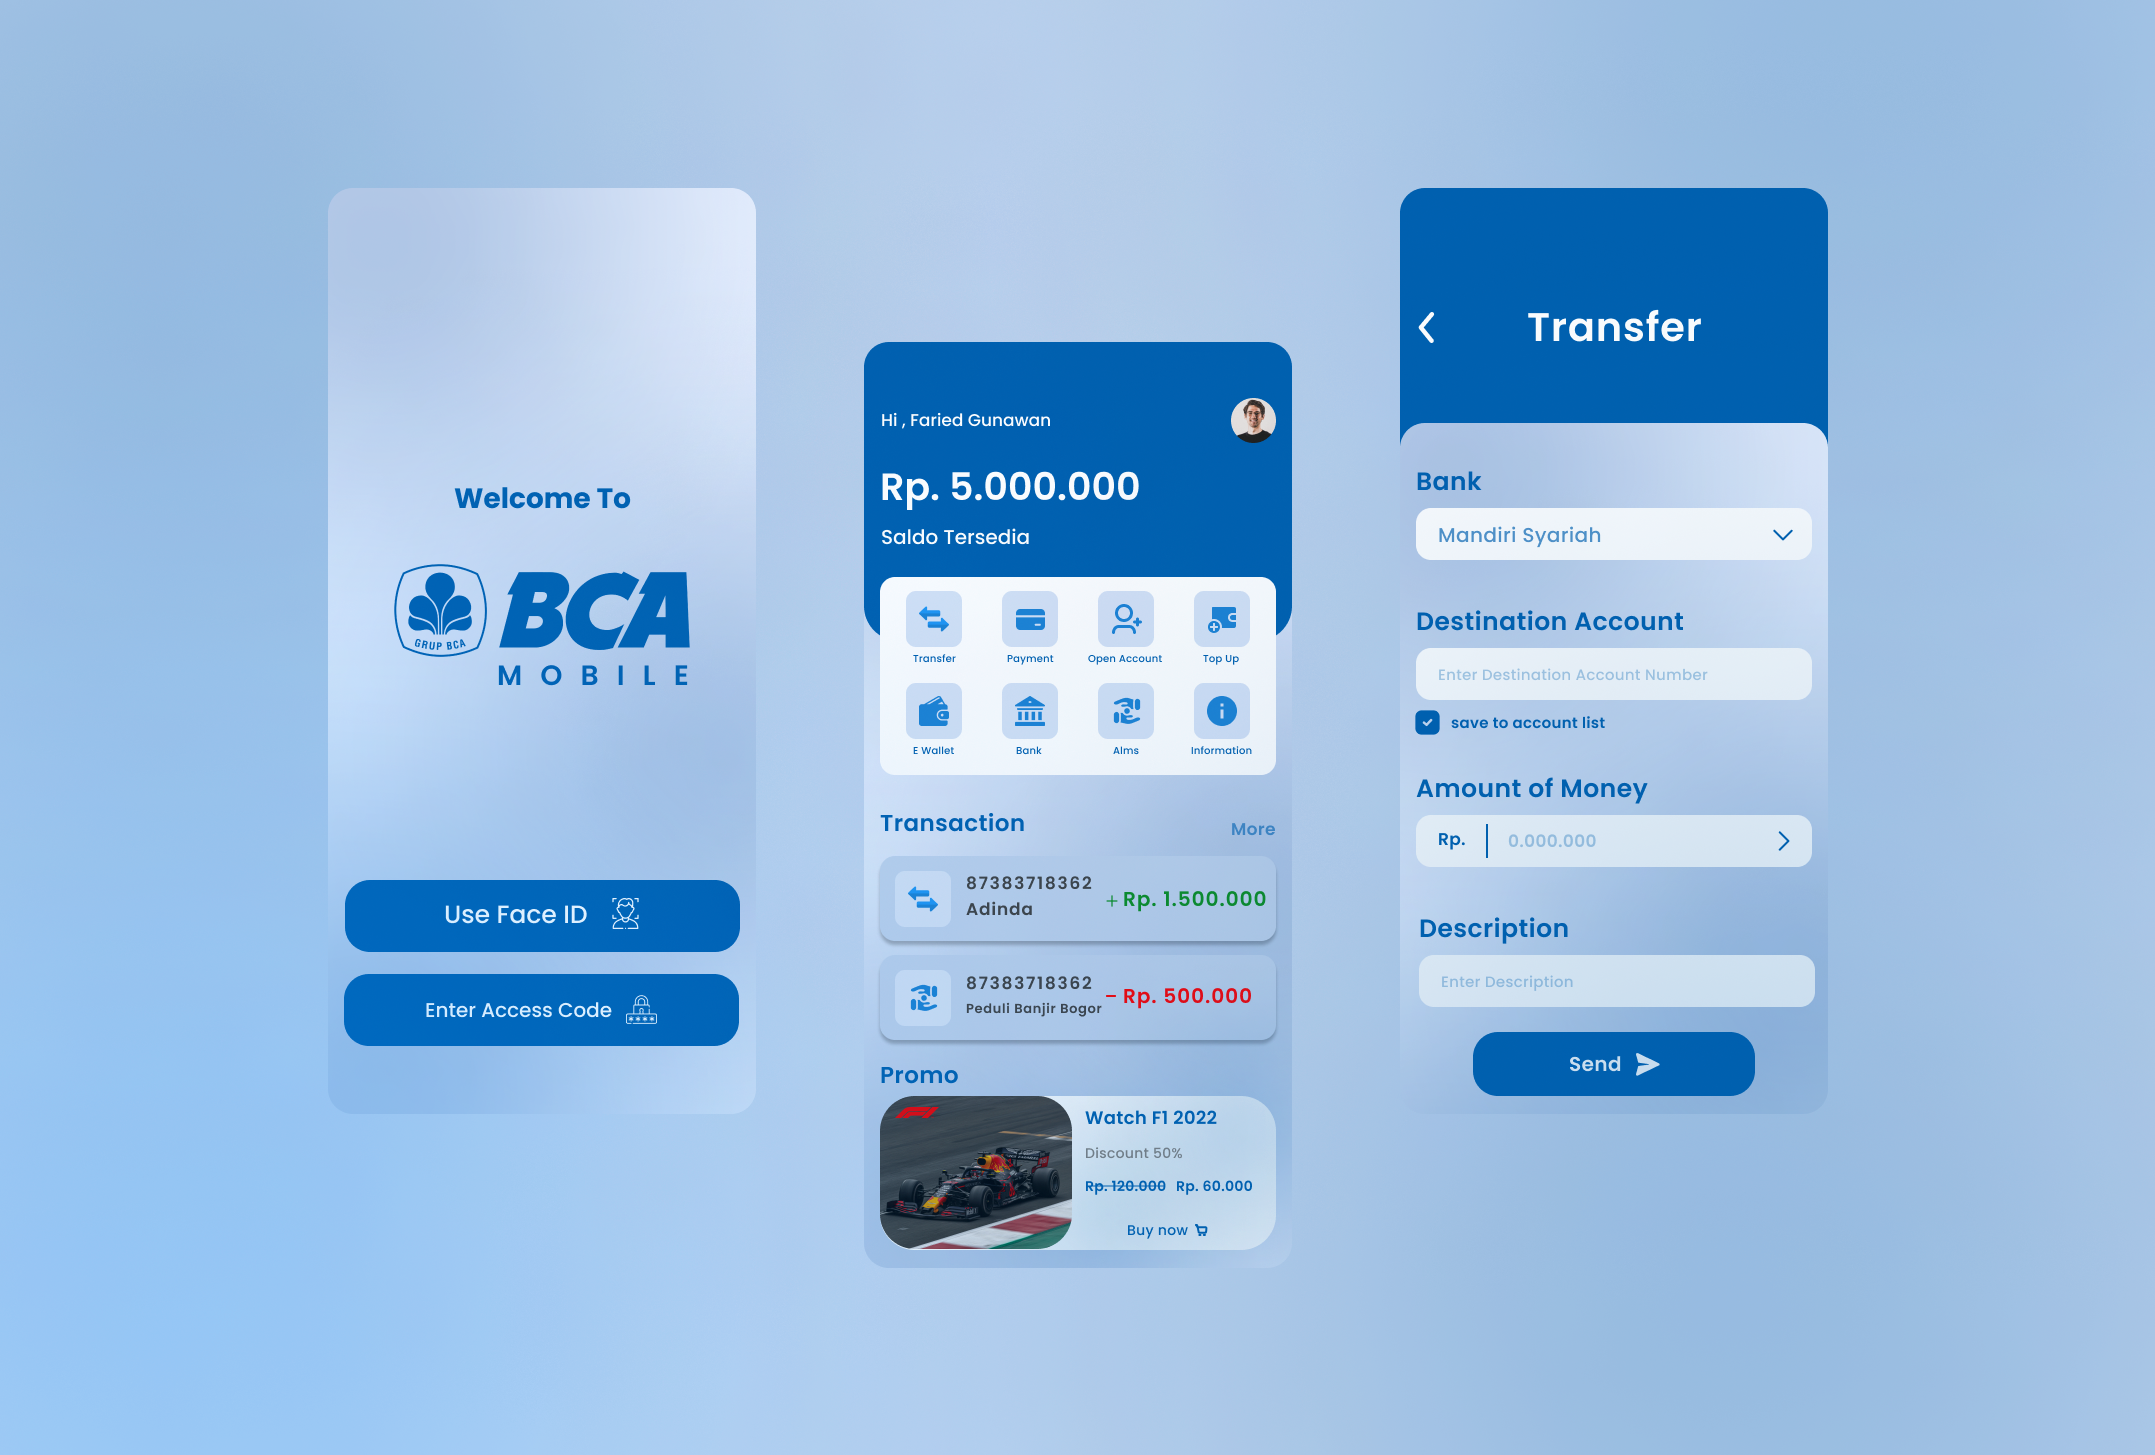 Welcome To
GRUP BCA
BCA
MOBILE
Use Face ID
Enter Access Code
Hi , Faried Gunawan
Rp. 5.000.000
Saldo Tersedia
Transfer
Payment
Open Account
Top Up
E Wallet
Bank
Alms
Information
Transaction
More
87383718362
Adinda
+ Rp. 1.500.000
87383718362
Peduli Banjir Bogor
- Rp. 500.000
Promo
F1
Watch F1 2022
Discount 50%
Rp. 120.000 Rp. 60.000
Buy now
Transfer
Bank
Mandiri Syariah
Destination Account
Enter Destination Account Number
save to account list
Amount of Money
Rp.
0.000.000
Description
Enter Description
Send